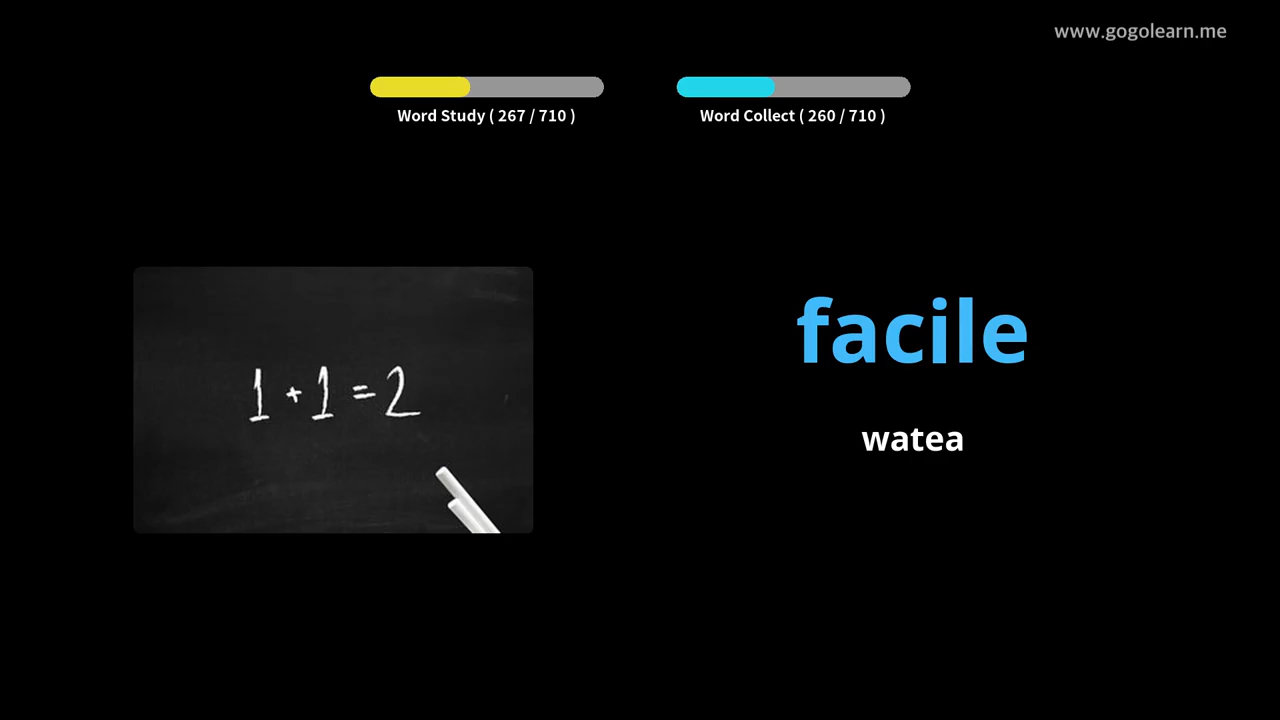 www.gogolearn.me
Word Study ( 267 / 710 )
Word Collect ( 260 / 710 )
1 + 1 = 2
facile
watea